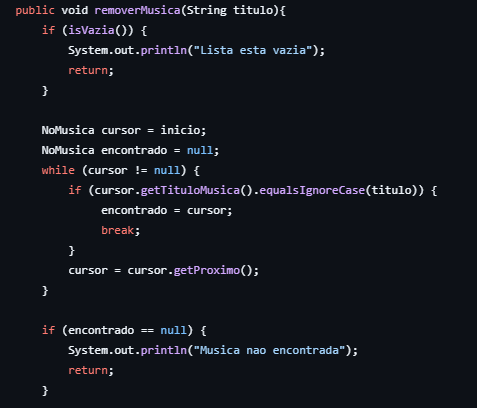 public void removerMusica(String titulo){
if (isVazia()) {
System.out.println("Lista esta vazia");
return;
}
NoMusica cursor = inicio;
NoMusica encontrado = null;
while (cursor != null) {
if (cursor.getTituloMusica().equalsIgnoreCase(titulo)) {
encontrado = cursor;
break;
}
cursor = cursor.getProximo();
}
if (encontrado == null) {
System.out.println("Musica nao encontrada");
return;
}